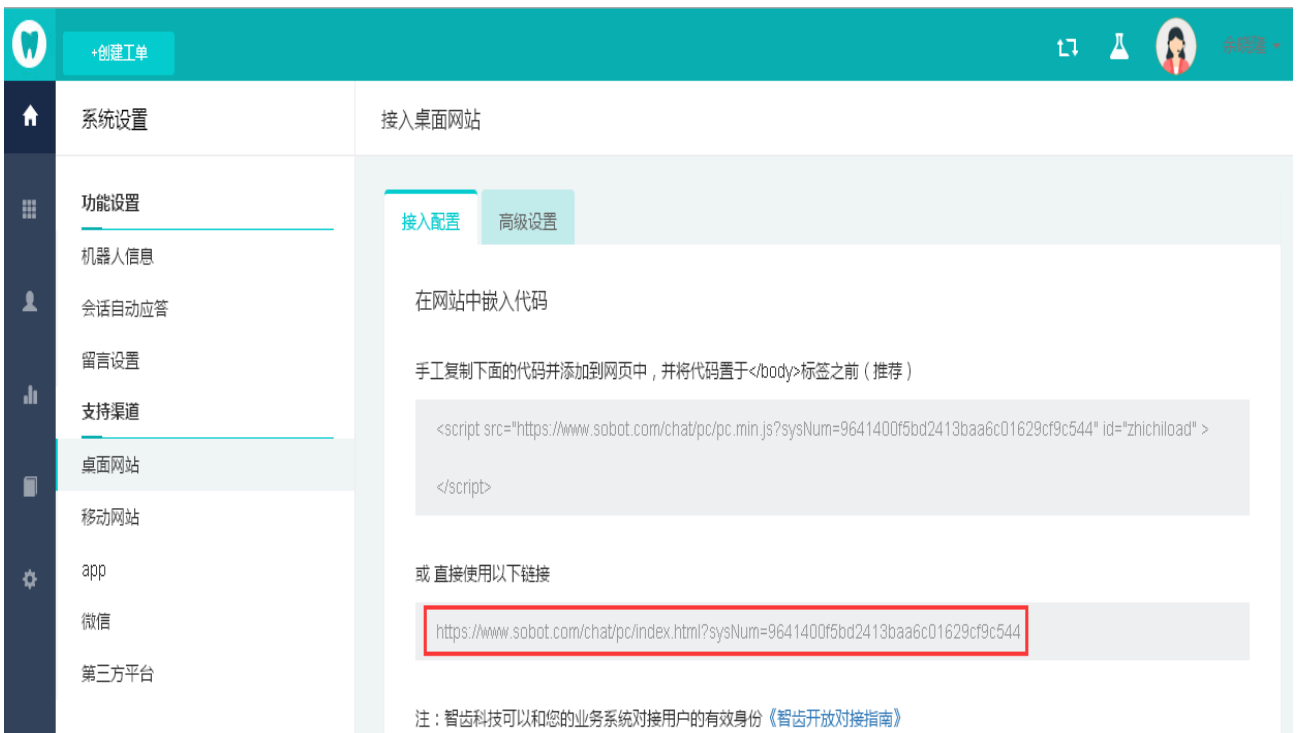 +创建工单
系统设置
接入桌面网站
功能设置
机器人信息
会话自动应答
留言设置
支持渠道
桌面网站
移动网站
app
微信
第三方平台
接入配置
高级设置
在网站中嵌入代码
手工复制下面的代码并添加到网页中，并将代码置于</body>标签之前（推荐）
<script src="https://www.sobot.com/chat/pc/pc.min.js?sysNum=9641400f5bd2413baa6c01629cf9c544" id="zhichiload" >
</script>
或 直接使用以下链接
https://www.sobot.com/chat/pc/index.html?sysNum=9641400f5bd2413baa6c01629cf9c544
注：智齿科技可以和您的业务系统对接用户的有效身份《智齿开放对接指南》